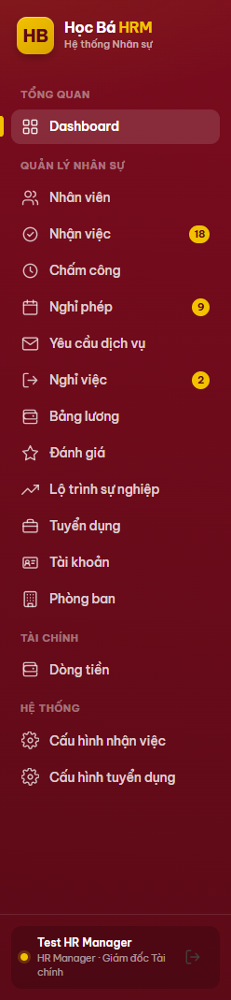 HB
Học Bá HRM
Hệ thống Nhân sự
TỔNG QUAN
Dashboard
QUẢN LÝ NHÂN SỰ
Nhân viên
Nhận việc 18
Chấm công
Nghỉ phép 9
Yêu cầu dịch vụ
Nghỉ việc 2
Bảng lương
Đánh giá
Lộ trình sự nghiệp
Tuyển dụng
Tài khoản
Phòng ban
TÀI CHÍNH
Dòng tiền
HỆ THỐNG
Cấu hình nhận việc
Cấu hình tuyển dụng
Test HR Manager
HR Manager · Giám đốc Tài
chính